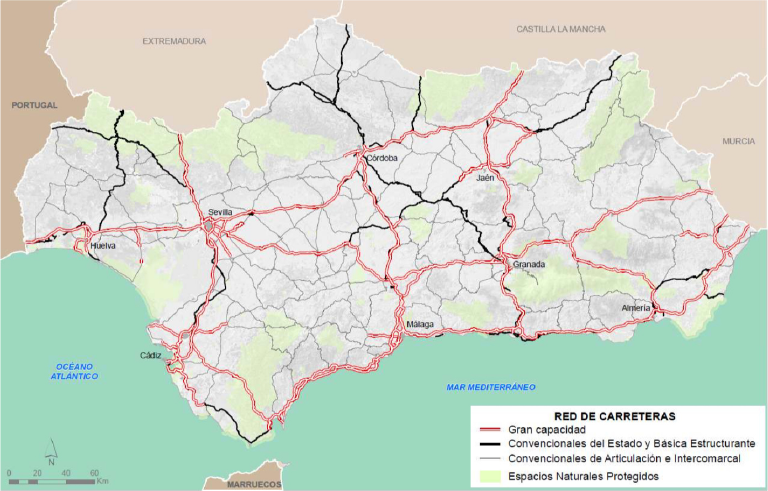 CASTILLA LA MANCHA
EXTREMADURA
PORTUGAL
MURCIA
Córdoba
Jaén
Sevilla
Huelva
Granada
Almería
Málaga
Cádiz
OCÉANO
ATLÁNTICO
MAR MEDITERRÁNEO
RED DE CARRETERAS
Gran capacidad
Convencionales del Estado y Básica Estructurante
Convencionales de Articulación e Intercomarcal
Espacios Naturales Protegidos
N
0 20 40 60
Km
MARRUECOS